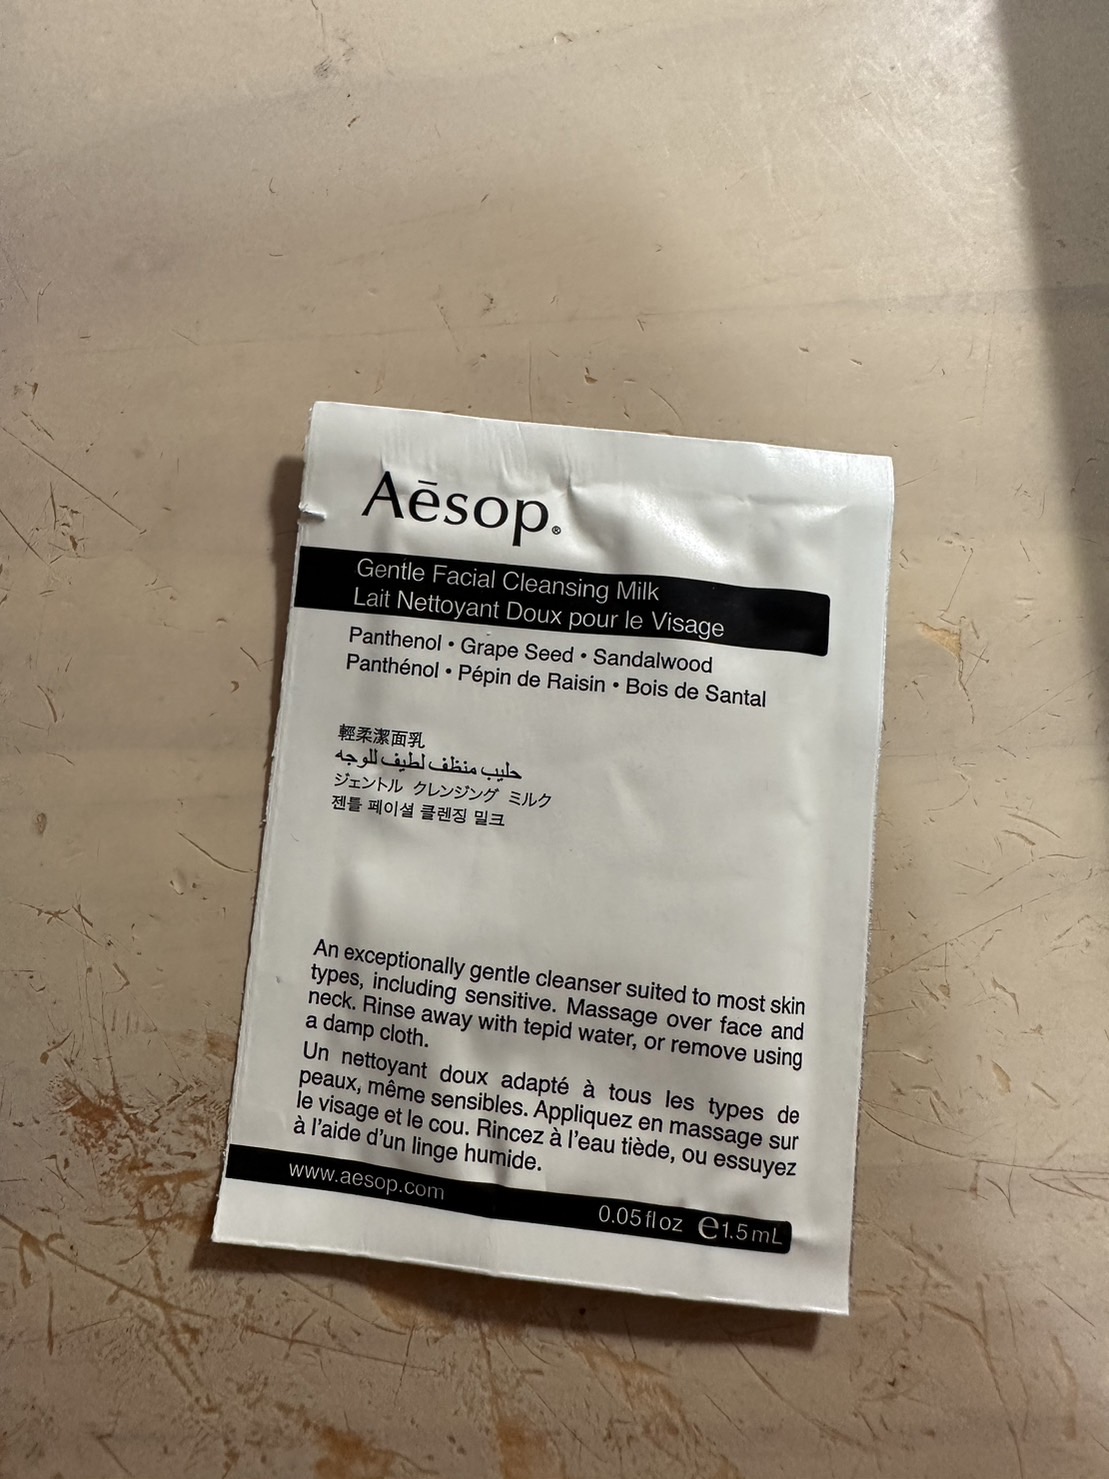 Aēsop®
Gentle Facial Cleansing Milk
Lait Nettoyant Doux pour le Visage
Panthenol • Grape Seed • Sandalwood
Panthénol • Pépin de Raisin • Bois de Santal
輕柔潔面乳
حليب منظف لطيف للوجه
ジェントル クレンジング ミルク
젠틀 페이셜 클렌징 밀크
An exceptionally gentle cleanser suited to most skin
types, including sensitive. Massage over face and
neck. Rinse away with tepid water, or remove using
a damp cloth.
Un nettoyant doux adapté à tous les types de
peaux, même sensibles. Appliquez en massage sur
le visage et le cou. Rincez à l'eau tiède, ou essuyez
à l'aide d'un linge humide.
www.aesop.com
0.05 fl oz ℮1.5 mL